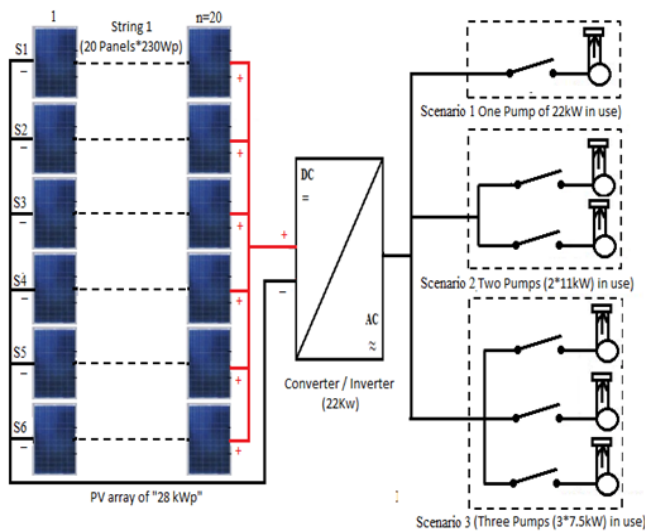 1
String 1
(20 Panels*230Wp)
n=20
S1
−
+
S2
−
+
S3
−
+
S4
−
+
S5
−
+
S6
−
+
+
−
DC
=
AC
≈
Converter / Inverter
(22Kw)
PV array of "28 kWp"
1
Scenario 1 One Pump of 22kW in use)
Scenario 2 Two Pumps (2*11kW) in use)
Scenario 3 (Three Pumps (3*7.5kW) in use)